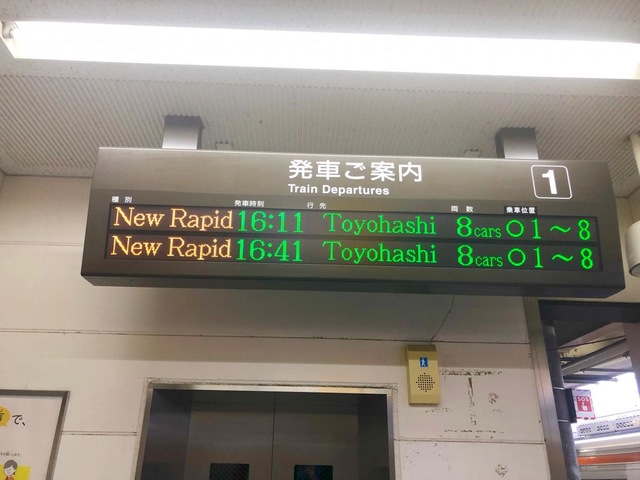 発車ご案内
Train Departures
1
種別 発車時刻 行先 両数 乗車位置
New Rapid 16:11 Toyohashi 8cars ○1～8
New Rapid 16:41 Toyohashi 8cars ○1～8
で、
SOS